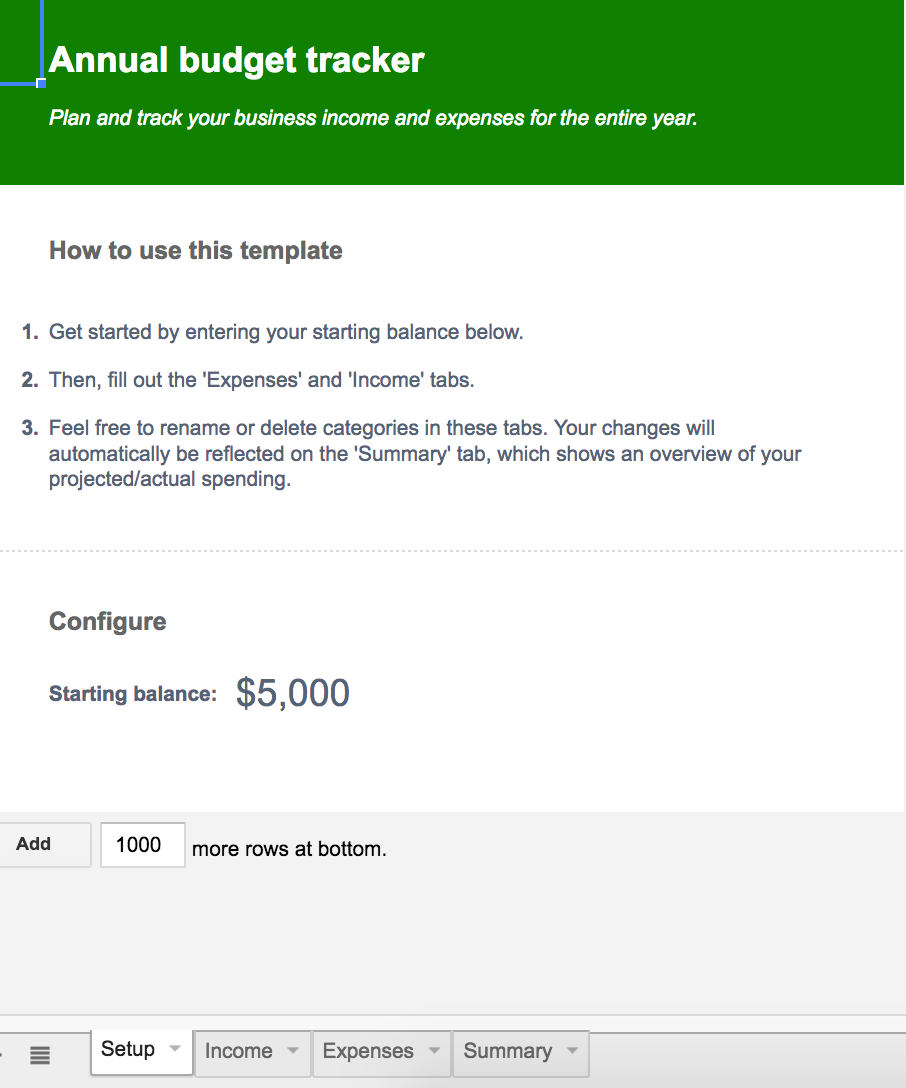 Annual budget tracker
Plan and track your business income and expenses for the entire year.
How to use this template
1. Get started by entering your starting balance below.
2. Then, fill out the 'Expenses' and 'Income' tabs.
3. Feel free to rename or delete categories in these tabs. Your changes will
automatically be reflected on the 'Summary' tab, which shows an overview of your
projected/actual spending.
Configure
Starting balance: $5,000
Add 1000 more rows at bottom.
Setup Income Expenses Summary